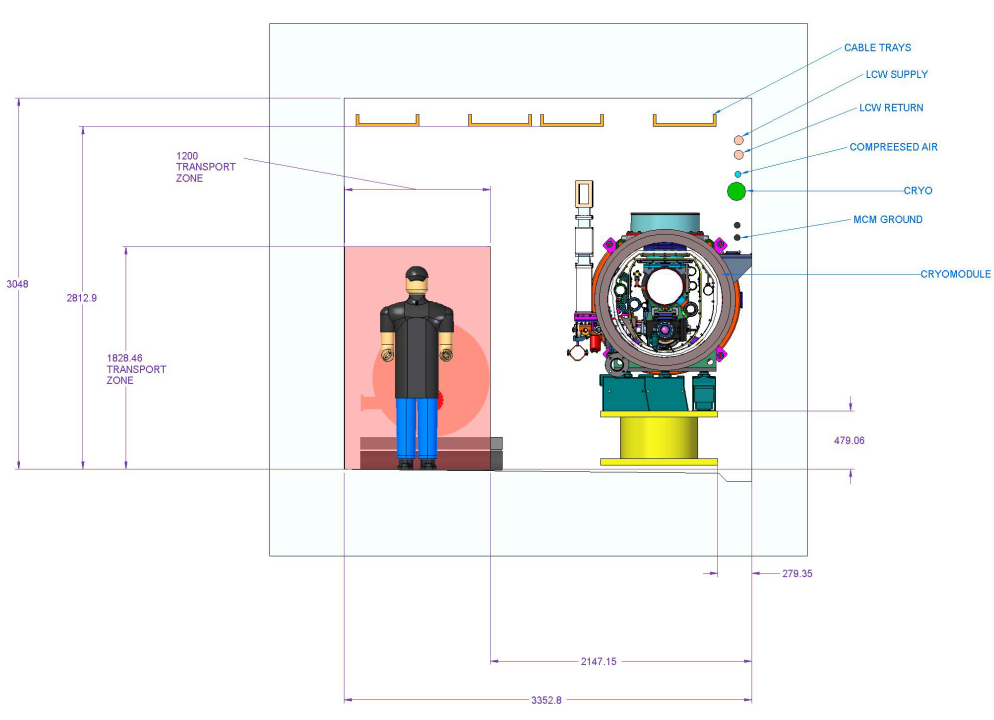 CABLE TRAYS
LCW SUPPLY
LCW RETURN
COMPREESED AIR
CRYO
MCM GROUND
CRYOMODULE
1200
TRANSPORT
ZONE
3048
2812.9
1828.46
TRANSPORT
ZONE
479.06
279.35
2147.15
3352.8